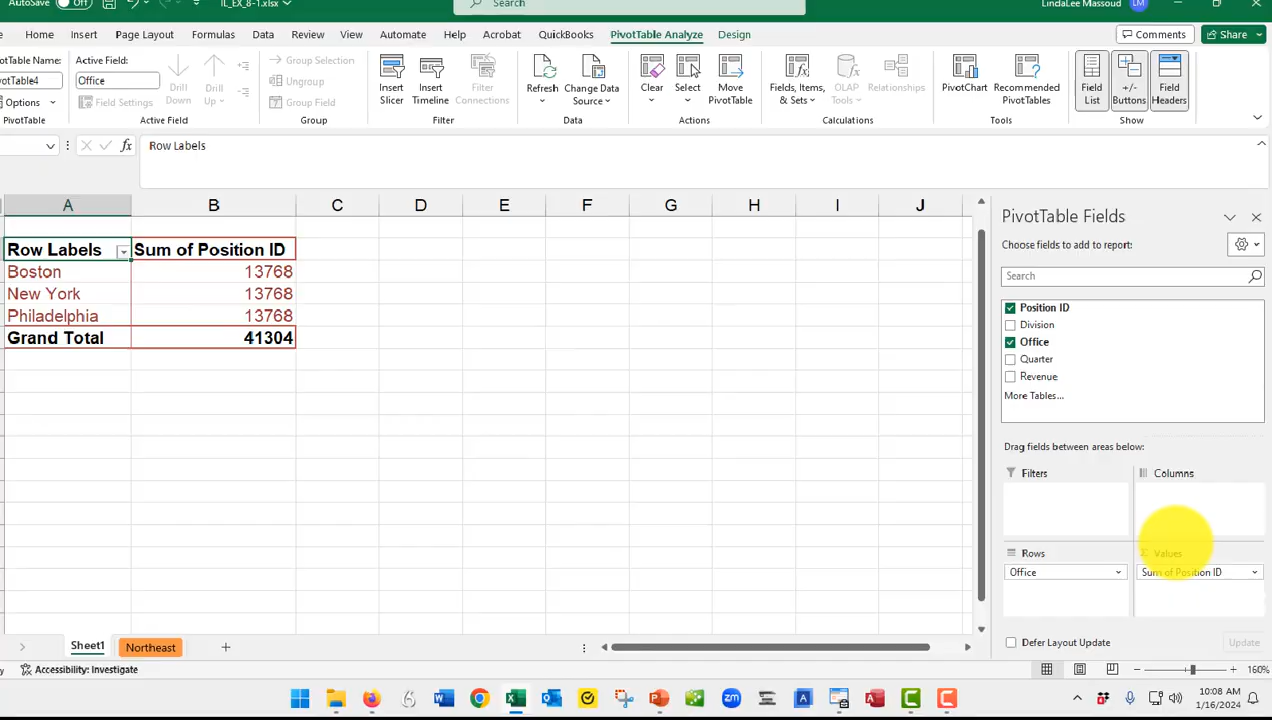 AutoSave Off IL_EX_8-1.xlsx Search LindaLee Massoud LM
Home Insert Page Layout Formulas Data Review View Automate Help Acrobat QuickBooks PivotTable Analyze Design Comments Share
otTable Name: Active Field:
votTable4 Office
Options Field Settings
Drill Down Drill Up
Group Selection
Ungroup
Group Field
Insert Slicer Insert Timeline Filter Connections
Refresh Change Data Source
Clear Select Move PivotTable
Fields, Items, & Sets OLAP Tools Relationships
PivotChart Recommended PivotTables
Field List +/- Buttons Field Headers
PivotTable Active Field Group Filter Data Actions Calculations Tools Show
fx Row Labels
A B C D E F G H I J
Row Labels Sum of Position ID
Boston 13768
New York 13768
Philadelphia 13768
Grand Total 41304
PivotTable Fields
Choose fields to add to report:
Search
Position ID
Division
Office
Quarter
Revenue
More Tables...
Drag fields between areas below:
Filters Columns
Rows Values
Office Sum of Position ID
Defer Layout Update Update
Sheet1 Northeast
Accessibility: Investigate 160%
10:08 AM
1/16/2024